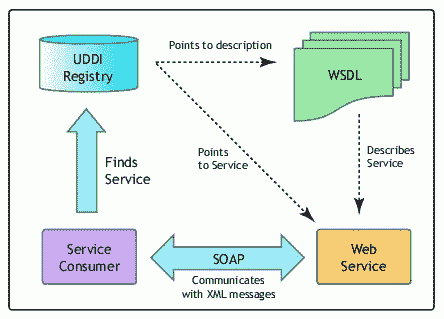 UDDI
Registry
Points to description
WSDL
Points
to Service
Describes
Service
Finds
Service
Service
Consumer
SOAP
Communicates
with XML messages
Web
Service